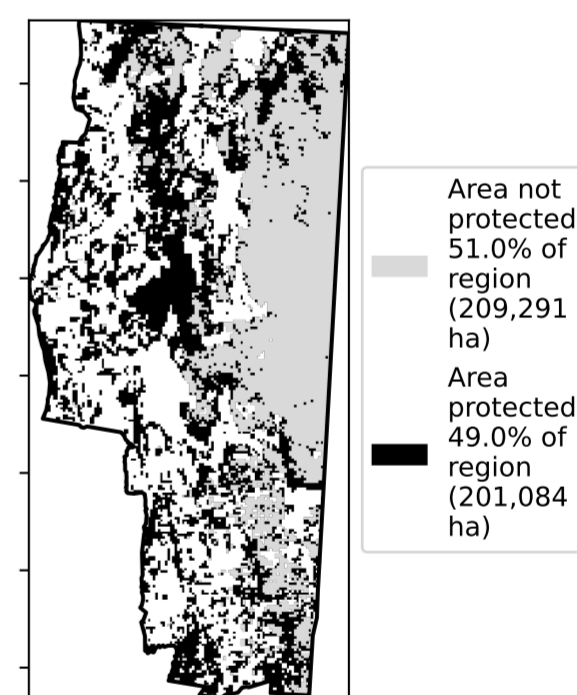 Area not
protected
51.0% of
region
(209,291
ha)
Area
protected
49.0% of
region
(201,084
ha)